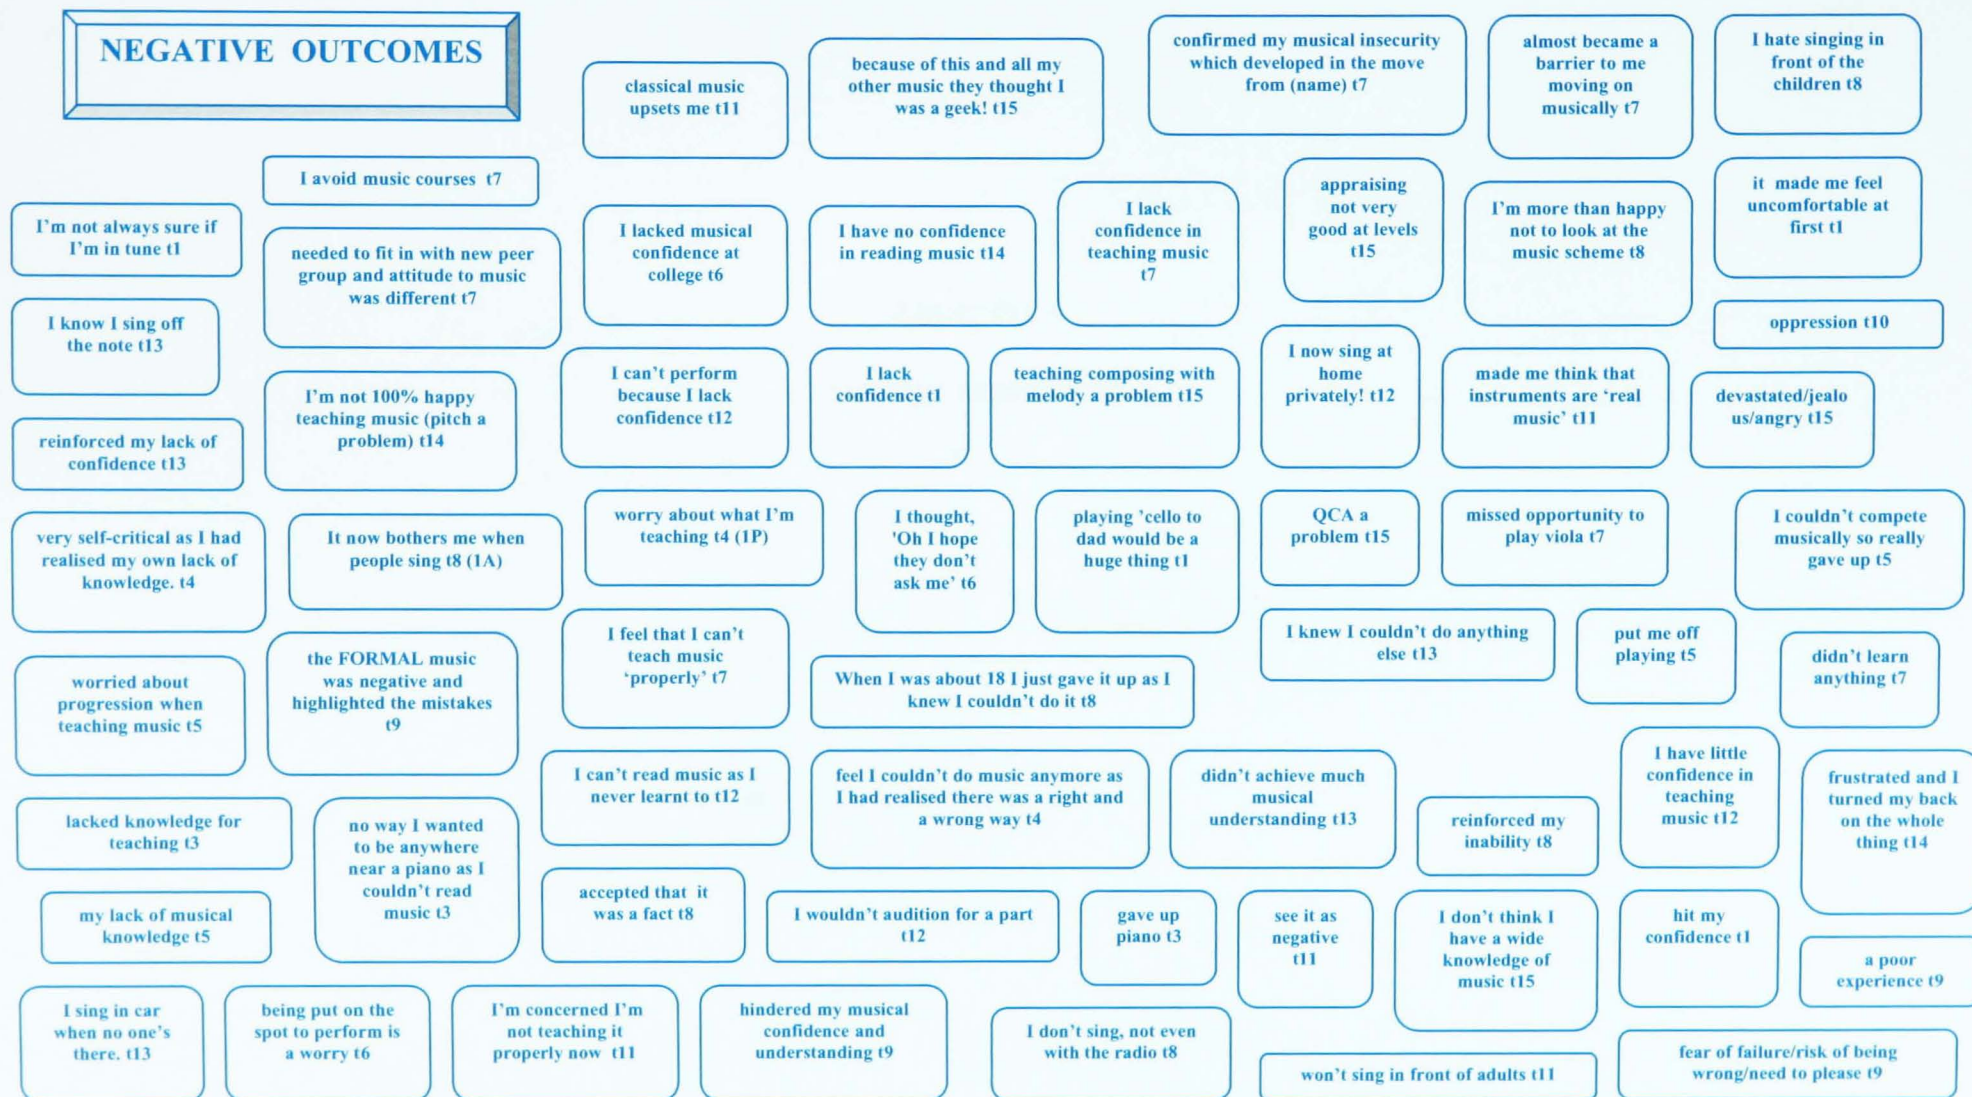 NEGATIVE OUTCOMES
classical music
upsets me t11
because of this and all my
other music they thought I
was a geek! t15
confirmed my musical insecurity
which developed in the move
from (name) t7
almost became a
barrier to me
moving on
musically t7
I hate singing in
front of the
children t8
I avoid music courses t7
I'm not always sure if
I'm in tune t1
needed to fit in with new peer
group and attitude to music
was different t7
I lacked musical
confidence at
college t6
I have no confidence
in reading music t14
I lack
confidence in
teaching music
t7
appraising
not very
good at levels
t15
I'm more than happy
not to look at the
music scheme t8
it made me feel
uncomfortable at
first t1
oppression t10
I know I sing off
the note t13
I'm not 100% happy
teaching music (pitch a
problem) t14
I can't perform
because I lack
confidence t12
I lack
confidence t1
teaching composing with
melody a problem t15
I now sing at
home
privately! t12
made me think that
instruments are ‘real
music’ t11
devastated/jealo
us/angry t15
reinforced my lack of
confidence t13
very self-critical as I had
realised my own lack of
knowledge. t4
It now bothers me when
people sing t8 (1A)
worry about what I'm
teaching t4 (1P)
I thought,
'Oh I hope
they don't
ask me' t6
playing 'cello to
dad would be a
huge thing t1
QCA a
problem t15
missed opportunity to
play viola t7
I couldn't compete
musically so really
gave up t5
worried about
progression when
teaching music t5
the FORMAL music
was negative and
highlighted the mistakes
t9
I feel that I can't
teach music
‘properly’ t7
When I was about 18 I just gave it up as I
knew I couldn't do it t8
I knew I couldn't do anything
else t13
put me off
playing t5
didn't learn
anything t7
lacked knowledge for
teaching t3
no way I wanted
to be anywhere
near a piano as I
couldn't read
music t3
I can't read music as I
never learnt to t12
feel I couldn't do music anymore as
I had realised there was a right and
a wrong way t4
didn't achieve much
musical
understanding t13
reinforced my
inability t8
I have little
confidence in
teaching
music t12
frustrated and I
turned my back
on the whole
thing t14
my lack of musical
knowledge t5
accepted that it
was a fact t8
I wouldn't audition for a part
t12
gave up
piano t3
see it as
negative
t11
I don't think I
have a wide
knowledge of
music t15
hit my
confidence t1
a poor
experience t9
I sing in car
when no one's
there. t13
being put on the
spot to perform is
a worry t6
I'm concerned I'm
not teaching it
properly now t11
hindered my musical
confidence and
understanding t9
I don't sing, not even
with the radio t8
won't sing in front of adults t11
fear of failure/risk of being
wrong/need to please t9